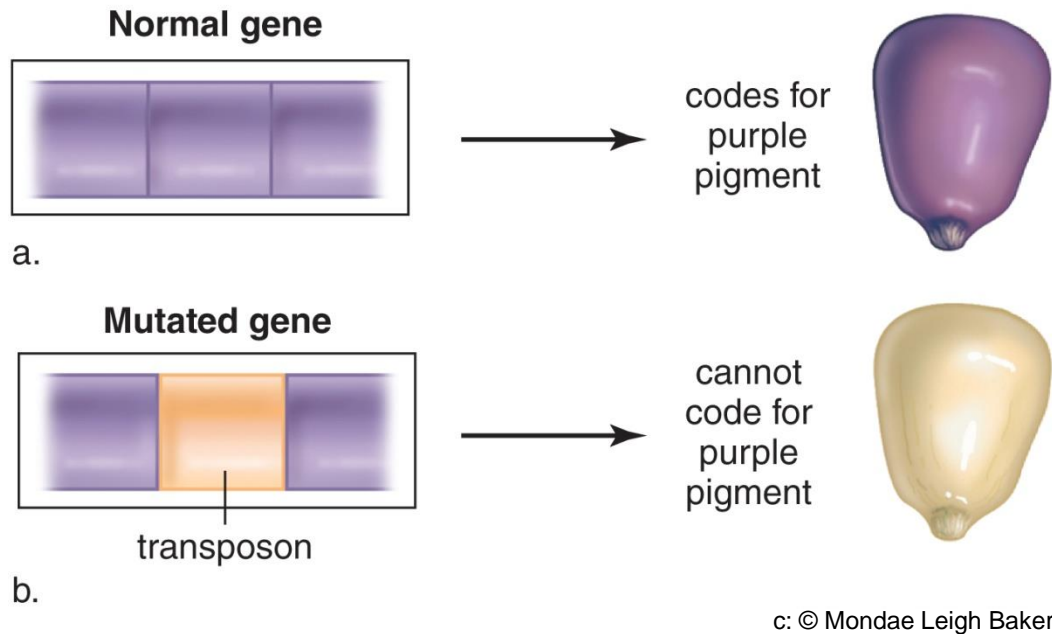 Normal gene
codes for
purple
pigment
a.
Mutated gene
cannot
code for
purple
pigment
transposon
b.
c: © Mondae Leigh Baker